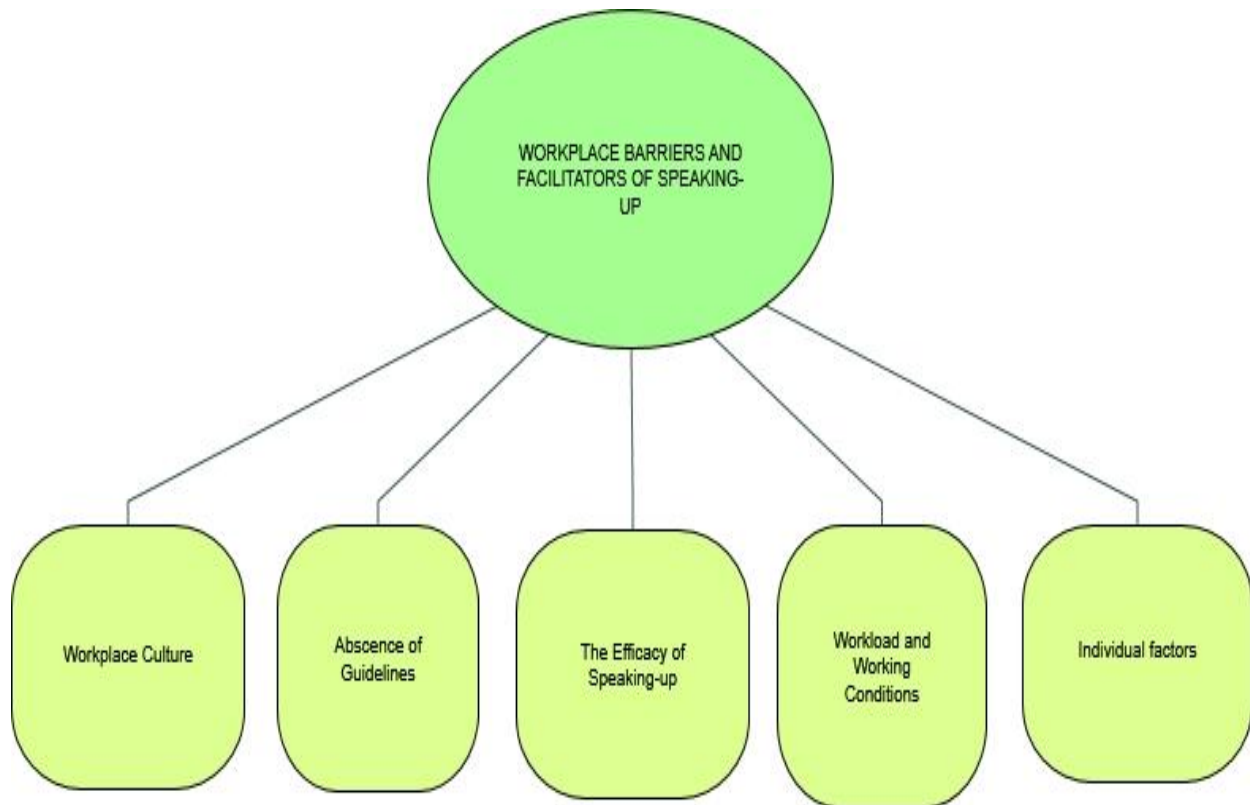 WORKPLACE BARRIERS AND
FACILITATORS OF SPEAKING-
UP
Workplace Culture
Abscence of
Guidelines
The Efficacy of
Speaking-up
Workload and
Working
Conditions
Individual factors